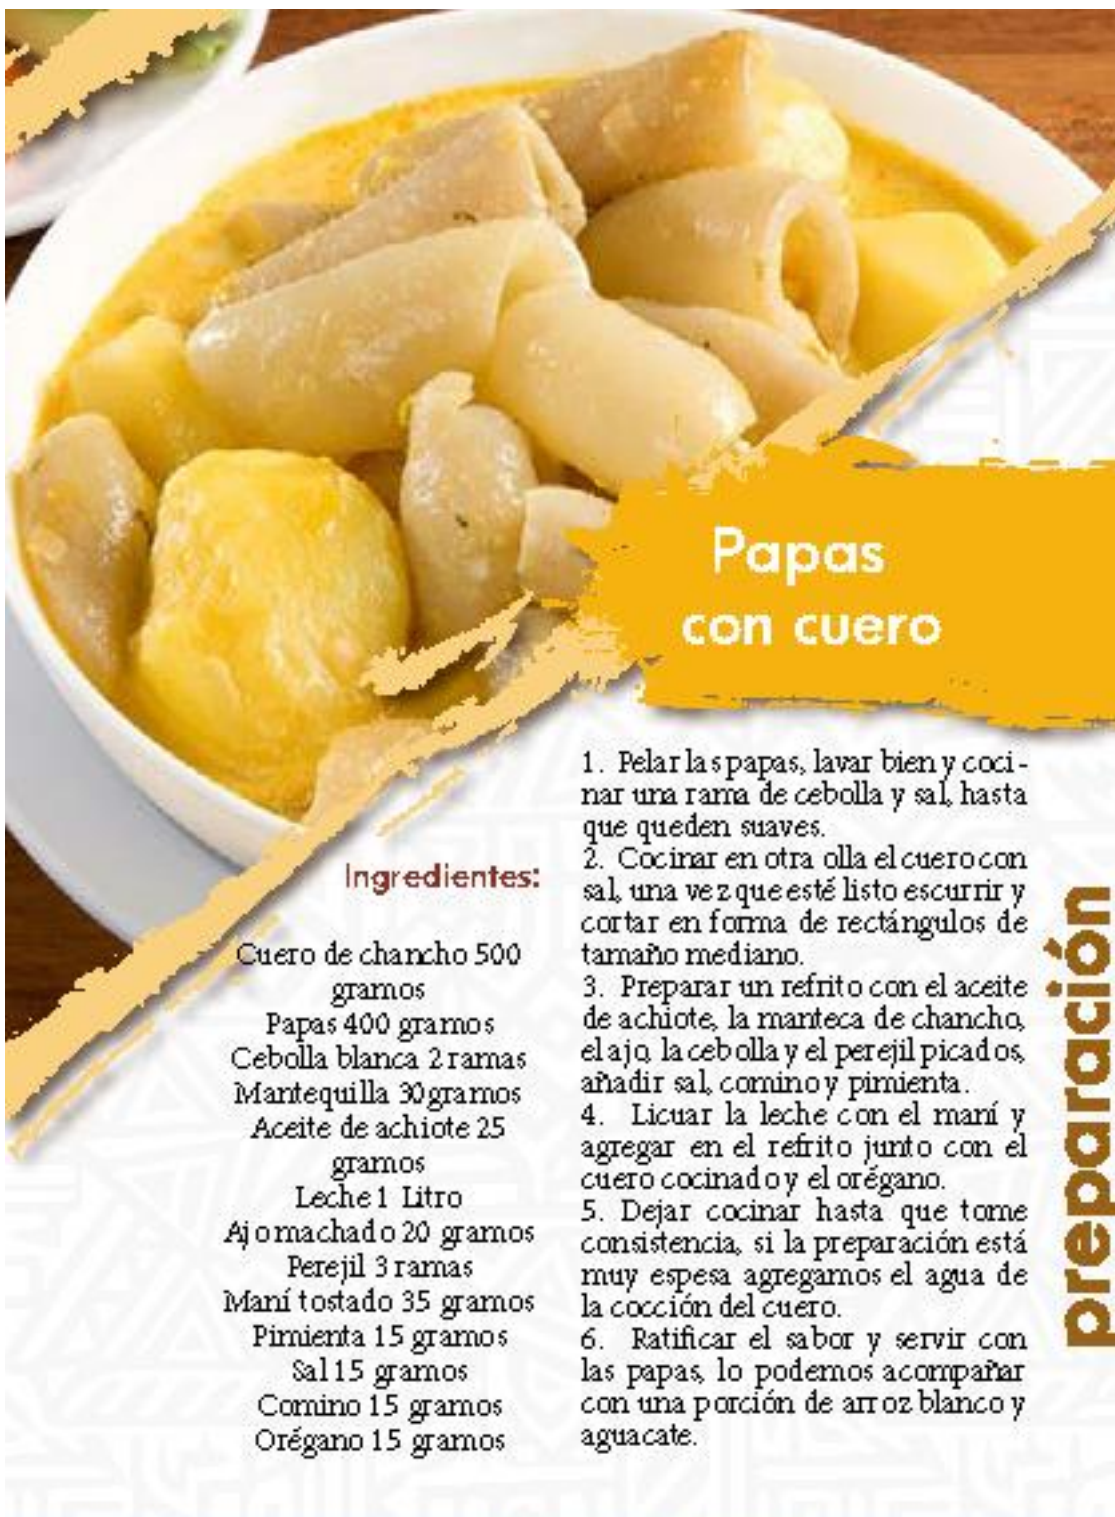 Papas
con cuero
Ingredientes:
Cuero de chancho 500
gramos
Papas 400 gramos
Cebolla blanca 2 ramas
Mantequilla 30gramos
Aceite de achiote 25
gramos
Leche 1 Litro
Ajo machado 20 gramos
Perejil 3 ramas
Maní tostado 35 gramos
Pimienta 15 gramos
Sal 15 gramos
Comino 15 gramos
Orégano 15 gramos
preparación
1. Pelar las papas, lavar bien y coci-
nar una rama de cebolla y sal, hasta
que queden suaves.
2. Cocinar en otra olla el cuero con
sal, una vez que esté listo escurrir y
cortar en forma de rectángulos de
tamaño mediano.
3. Preparar un refrito con el aceite
de achiote, la manteca de chancho,
el ajo, la cebolla y el perejil picados,
añadir sal, comino y pimienta.
4. Licuar la leche con el maní y
agregar en el refrito junto con el
cuero cocinado y el orégano.
5. Dejar cocinar hasta que tome
consistencia, si la preparación está
muy espesa agregamos el agua de
la cocción del cuero.
6. Ratificar el sabor y servir con
las papas, lo podemos acompañar
con una porción de arroz blanco y
aguacate.